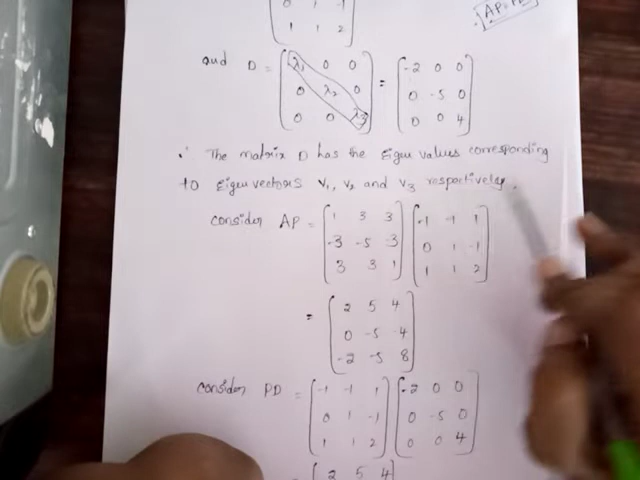 0 1 -1
1 1 2
and D = [λ1 0 0 = [-2 0 0
0 λ2 0 0 -5 0
0 0 λ3] 0 0 4]
∴ The matrix D has the Eigen values corresponding
to Eigen vectors V1, V2 and V3 respectively.
consider AP = [1 3 3 [-1 -1 1
-3 -5 -3 0 1 -1
3 3 1] 1 1 2]
= [2 5 4
0 -5 -4
-2 -5 8]
consider PD = [-1 -1 1 [-2 0 0
0 1 -1 0 -5 0
1 1 2] 0 0 4]
= [2 5 4